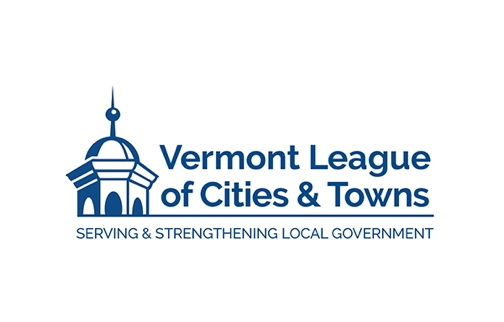 Vermont League
of Cities & Towns
SERVING & STRENGTHENING LOCAL GOVERNMENT